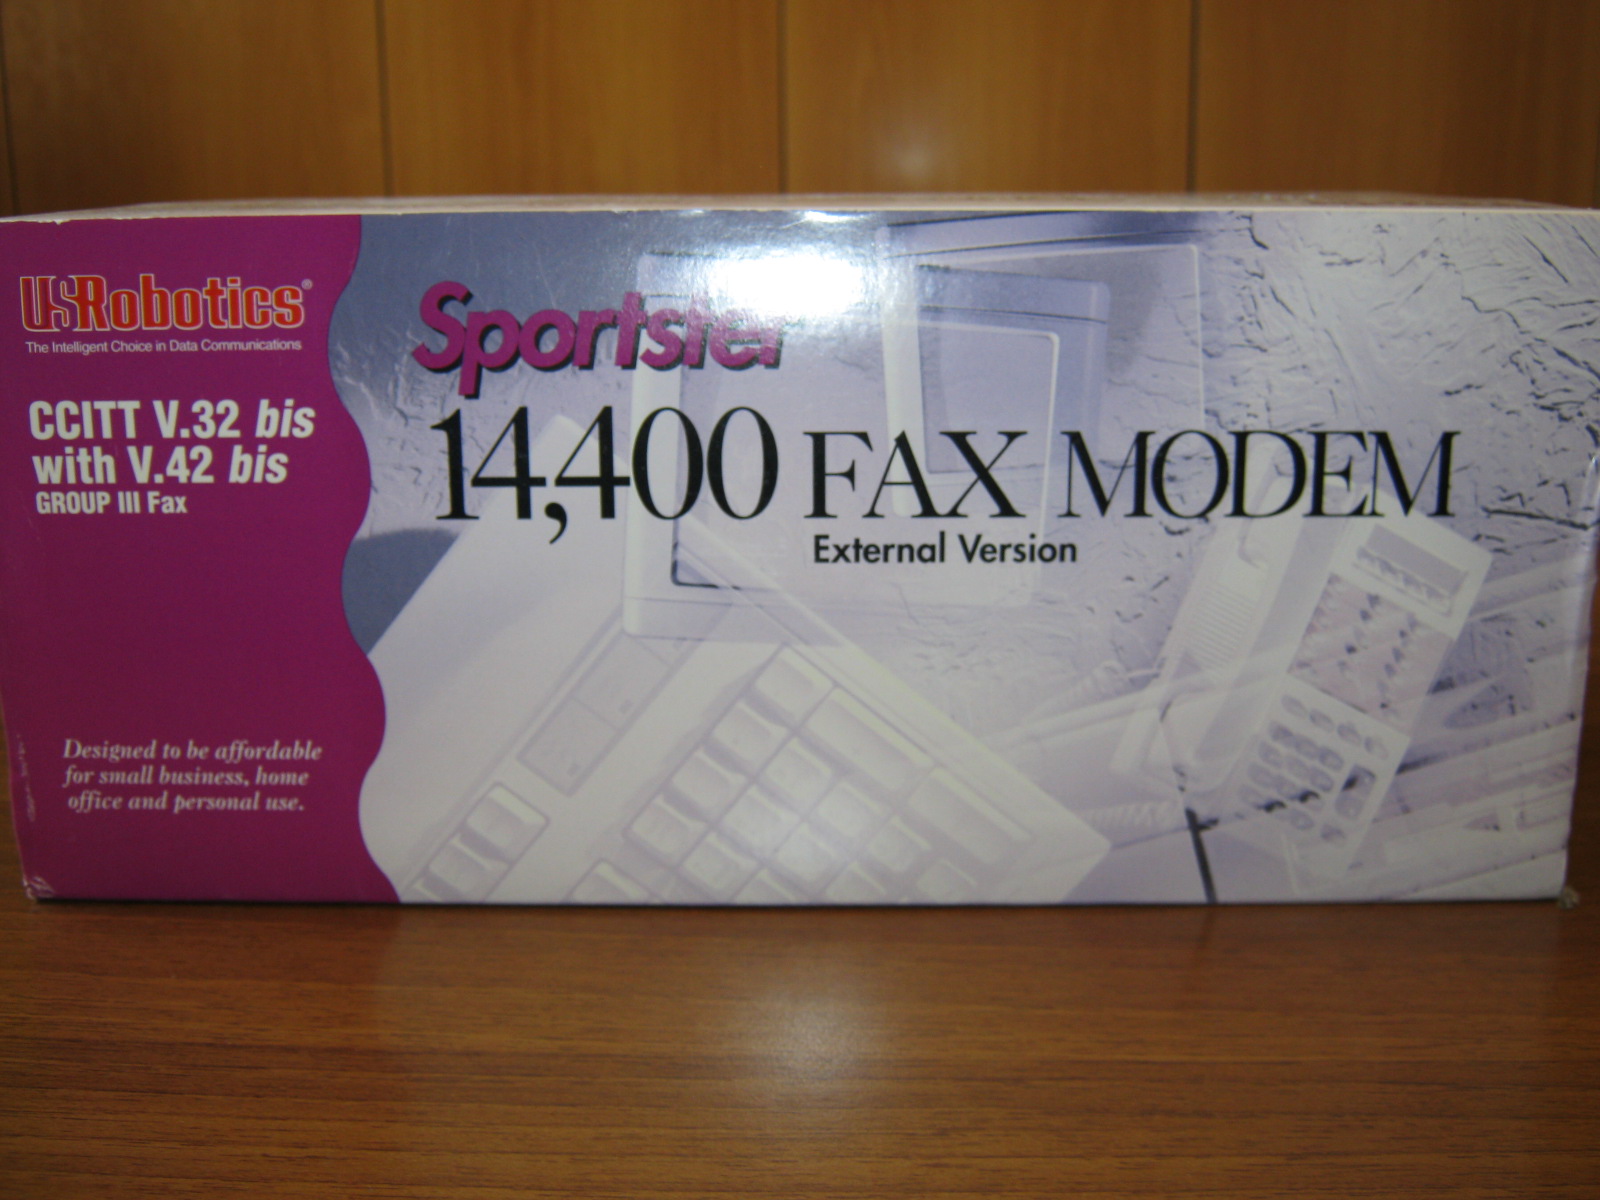 USRobotics®
The Intelligent Choice in Data Communications
CCITT V.32 bis
with V.42 bis
GROUP III Fax
Designed to be affordable
for small business, home
office and personal use.
Sportster
14,400 FAX MODEM
External Version